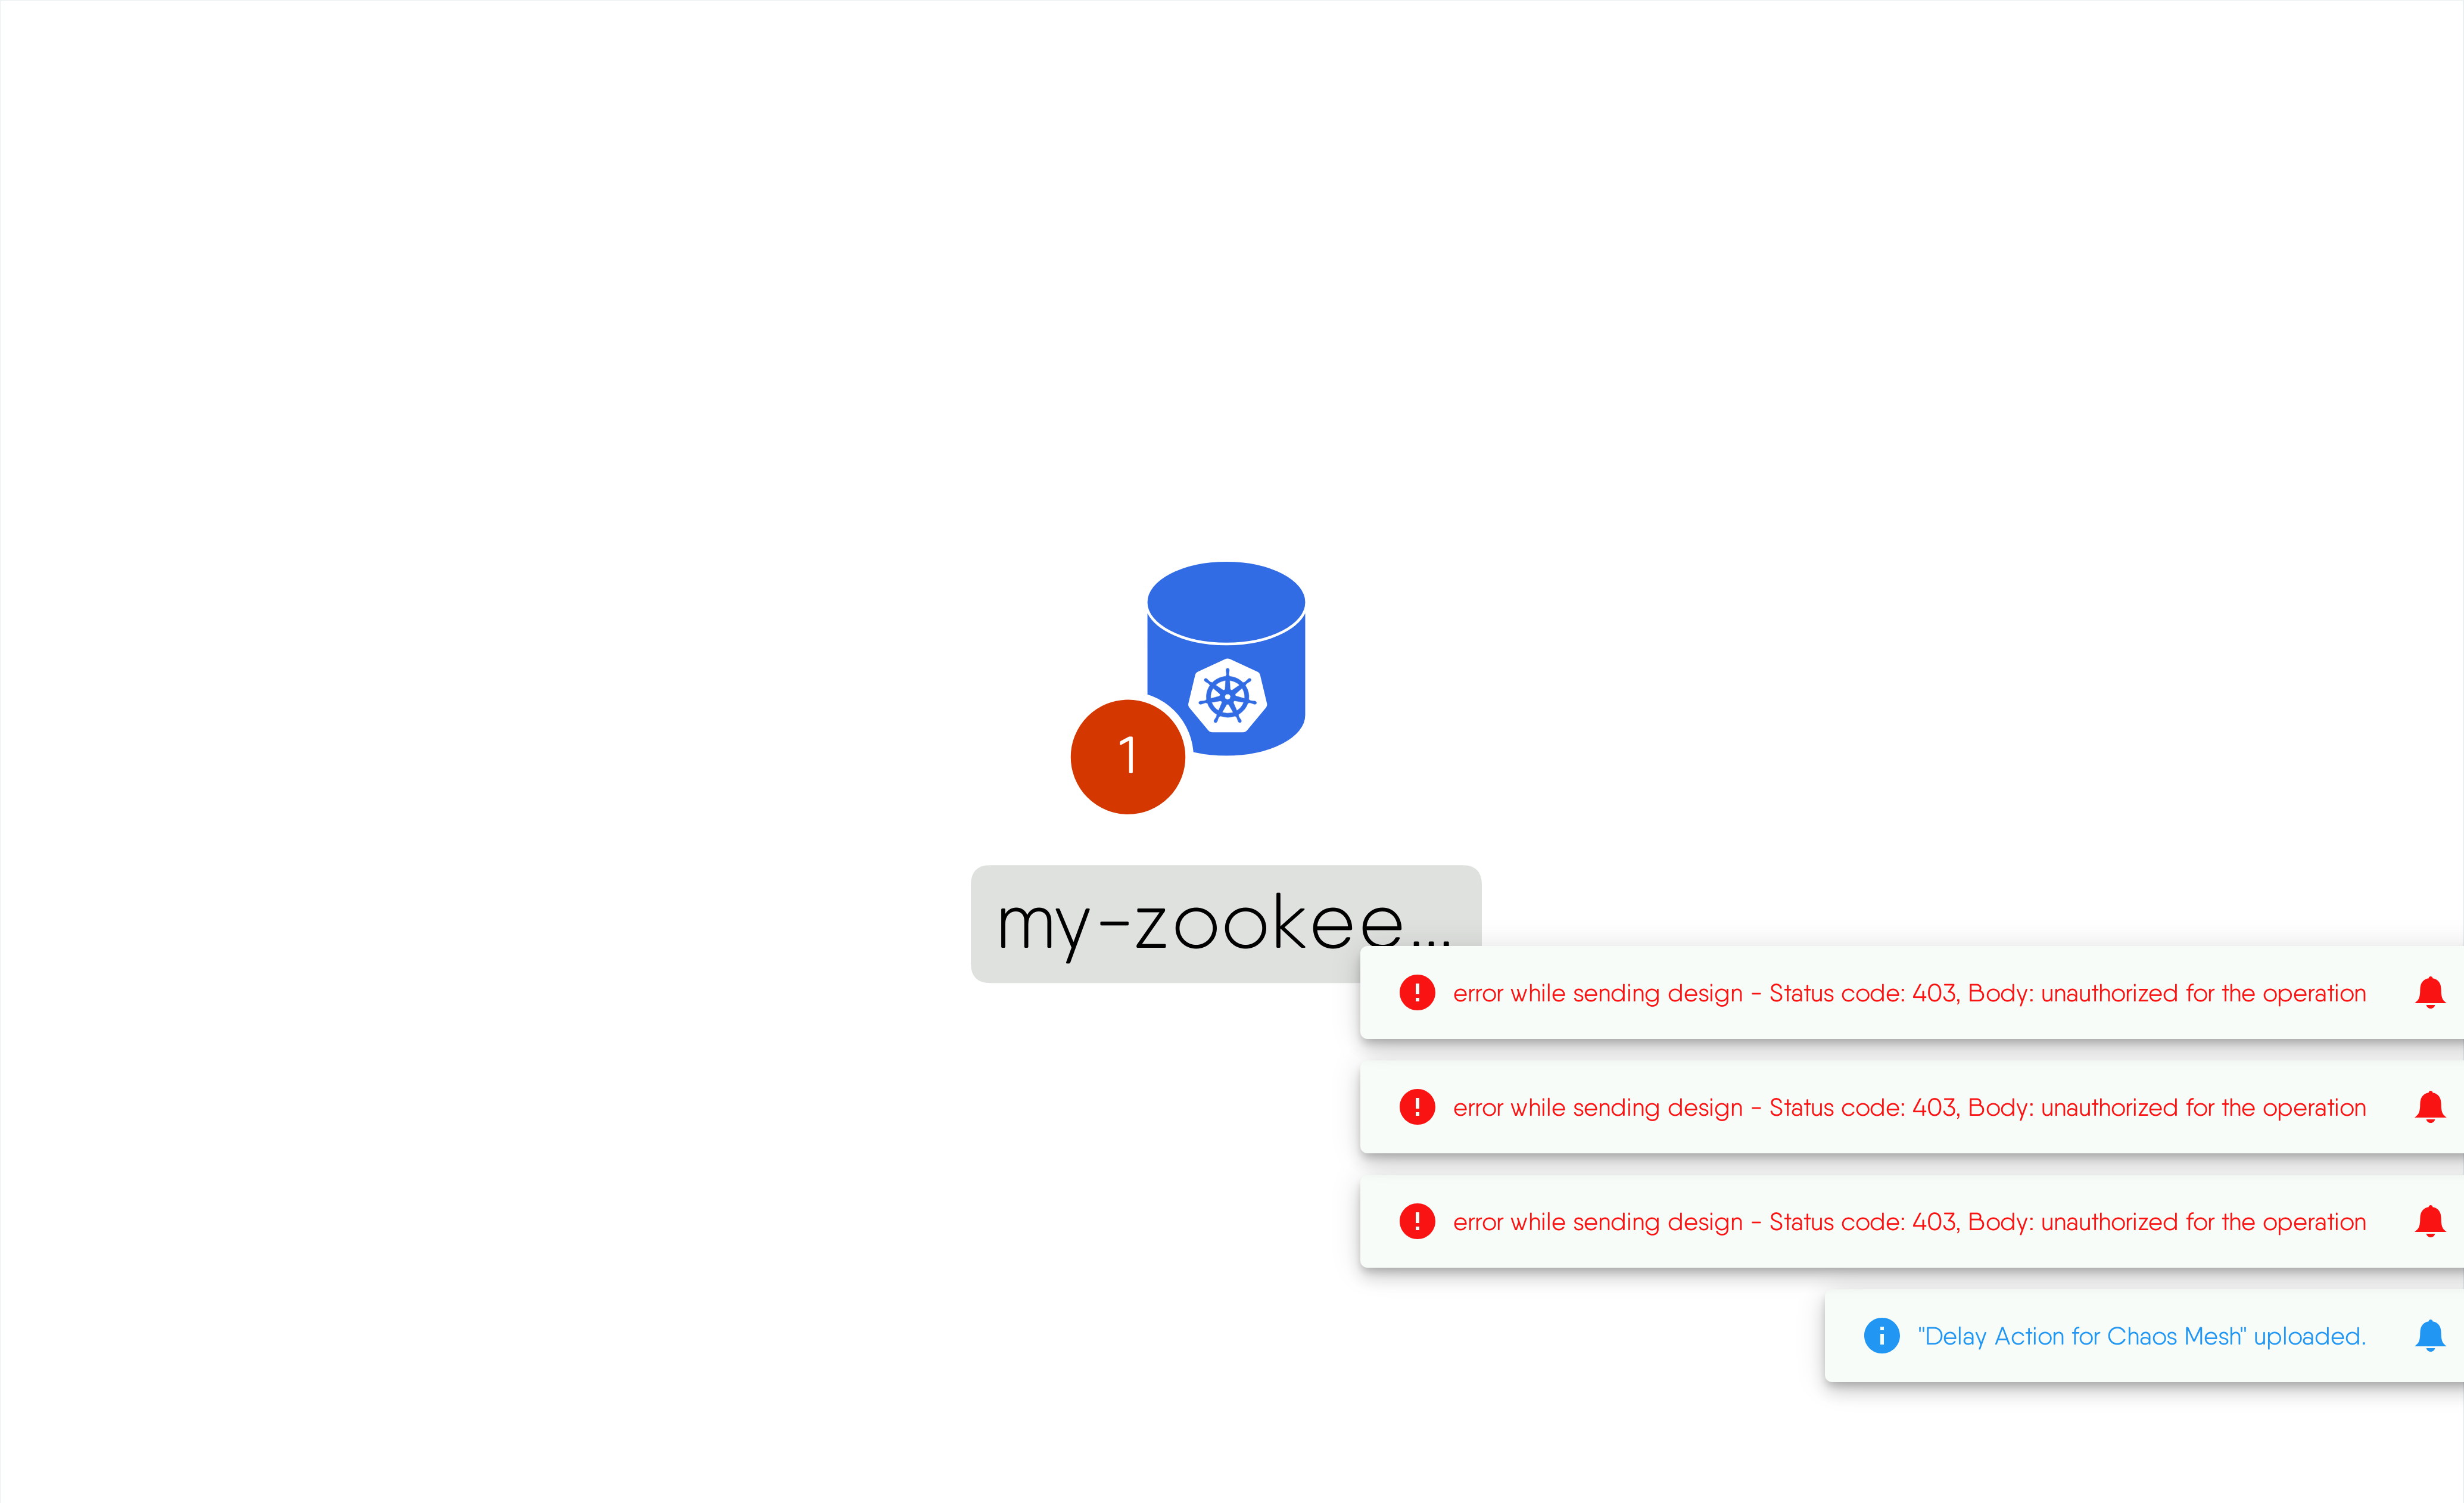 1
my-zookee...
error while sending design - Status code: 403, Body: unauthorized for the operation
error while sending design - Status code: 403, Body: unauthorized for the operation
error while sending design - Status code: 403, Body: unauthorized for the operation
"Delay Action for Chaos Mesh" uploaded.